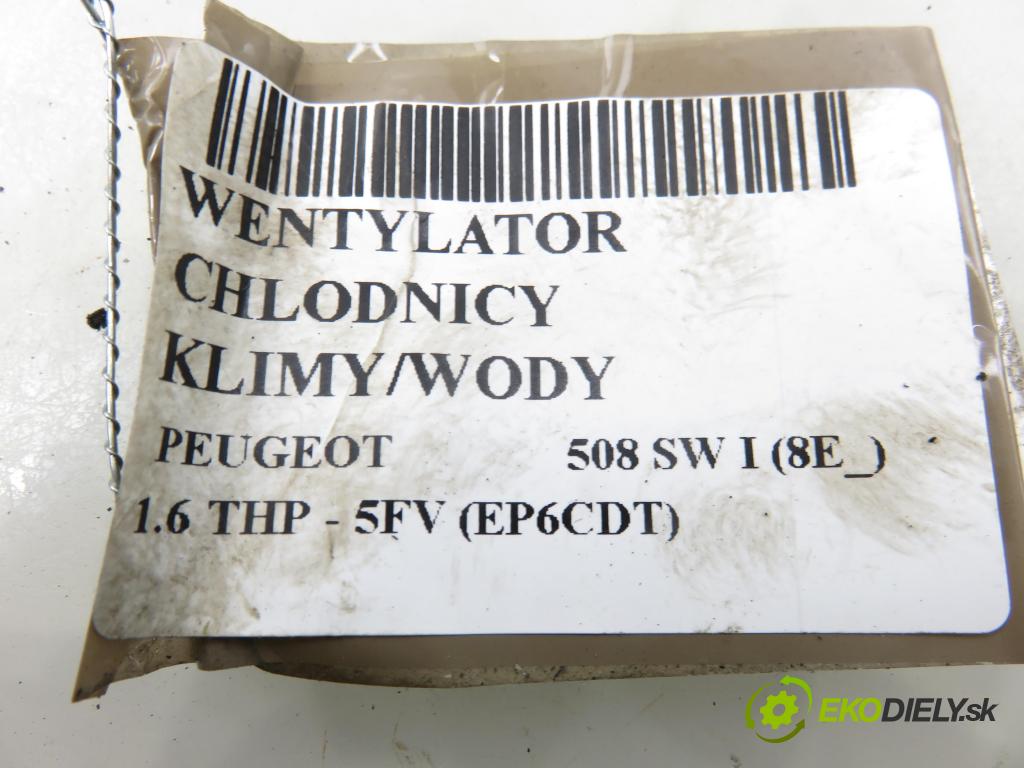 WENTYLATOR
CHLODNICY
KLIMY/WODY
PEUGEOT 508 SW I (8E_)
1.6 THP - 5FV (EP6CDT)
EKODIELY.sk